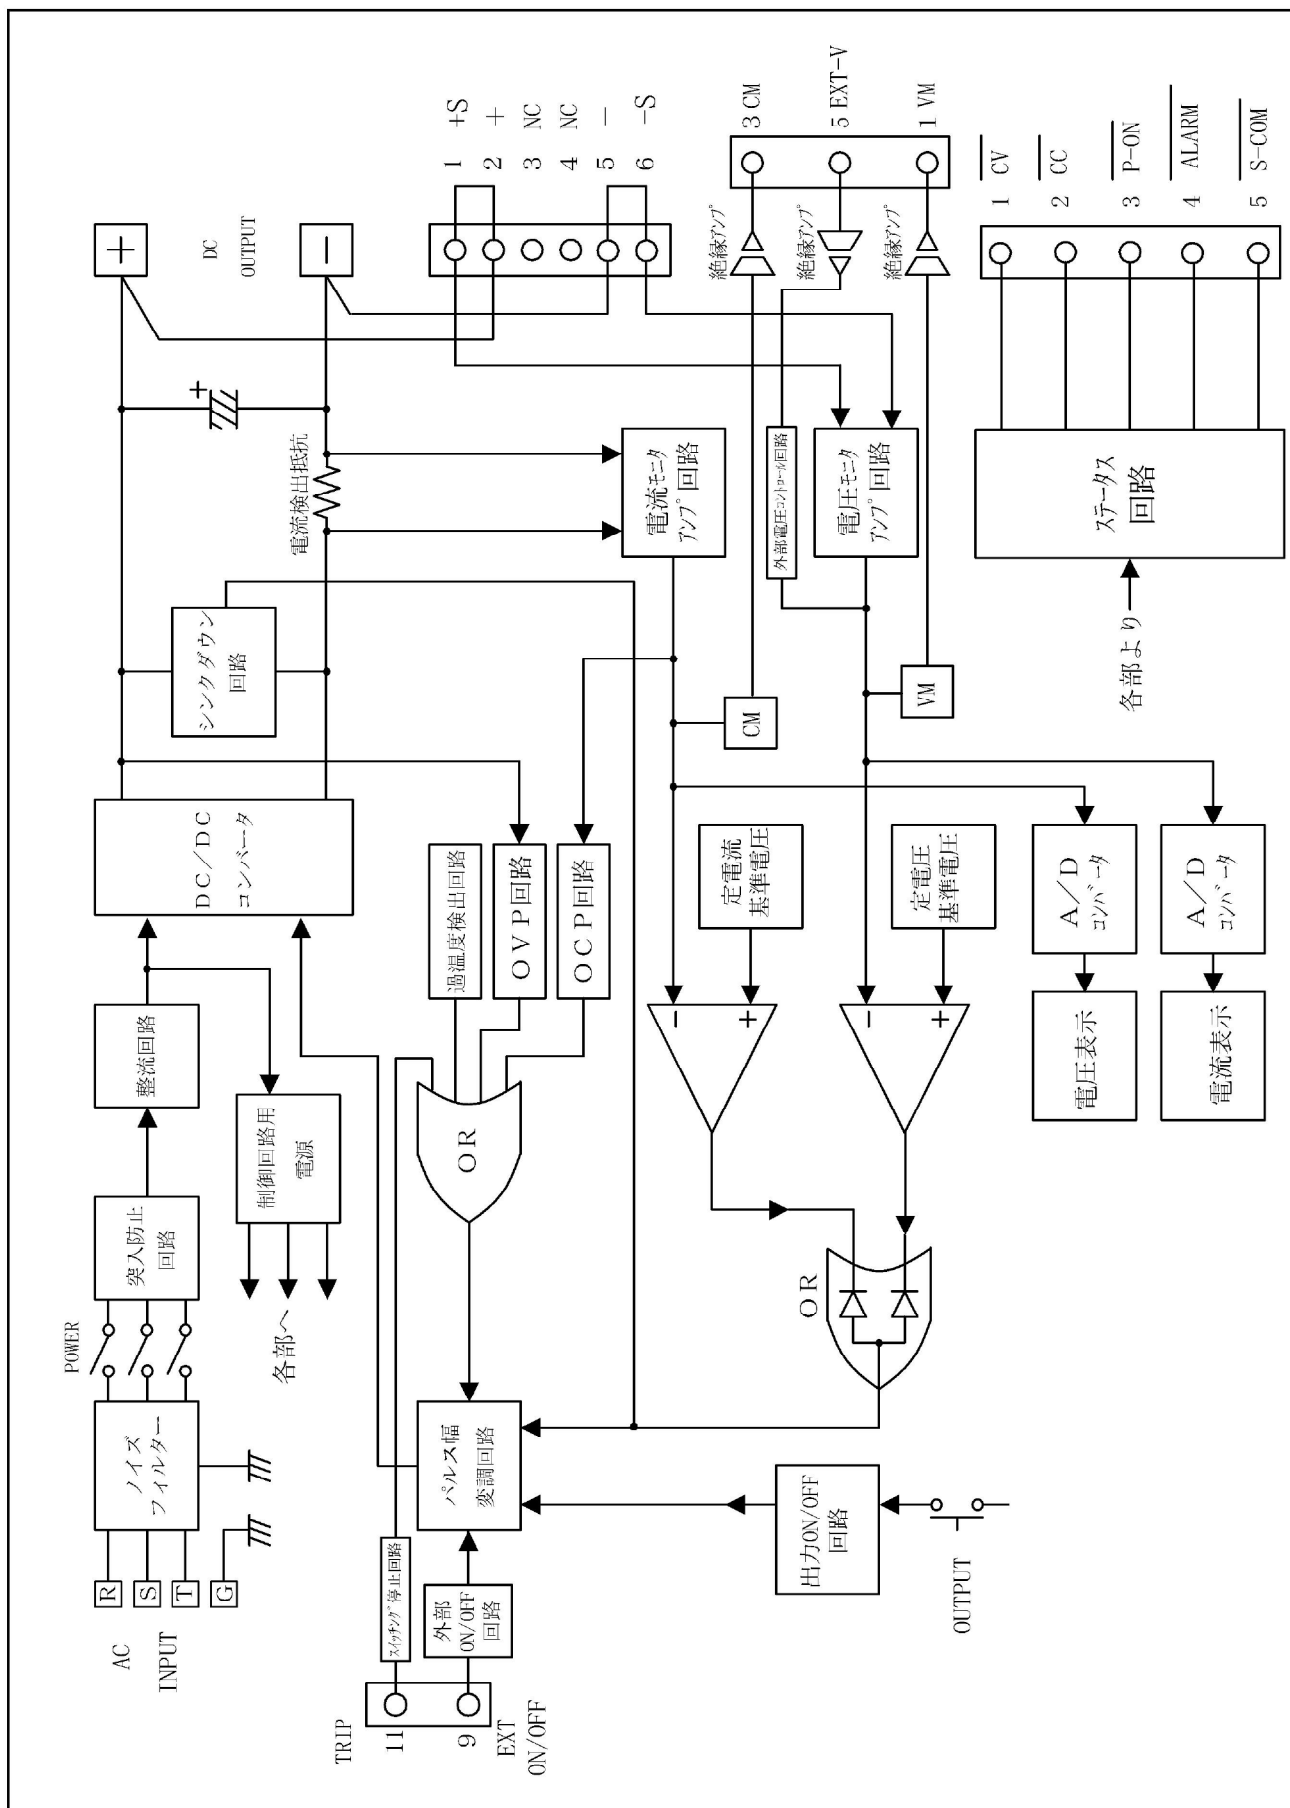 AC
INPUT
R
S
T
G
ノイズ
フィルター
POWER
突入防止
回路
整流回路
制御回路用
電源
各部へ
DC/DC
コンバータ
シンクダウン
回路
電流検出抵抗
+
+
DC
OUTPUT
−
TRIP
11
9
EXT
ON/OFF
スイッチング停止回路
外部
ON/OFF
回路
パルス幅
変調回路
OR
過温度検出回路
OVP回路
OCP回路
電流モニタ
アンプ回路
1 +S
2 +
3 NC
4 NC
5 −
6 -S
出力ON/OFF
回路
OUTPUT
OR
−
+
−
+
定電流
基準電圧
定電圧
基準電圧
CM
VM
外部電圧コントロール回路
電圧モニタ
アンプ回路
絶縁アンプ
絶縁アンプ
絶縁アンプ
3 CM
5 EXT-V
1 VM
電圧表示
A/D
コンバータ
電流表示
A/D
コンバータ
各部より
ステータス
回路
1 CV
2 CC
3 P-ON
4 ALARM
5 S-COM